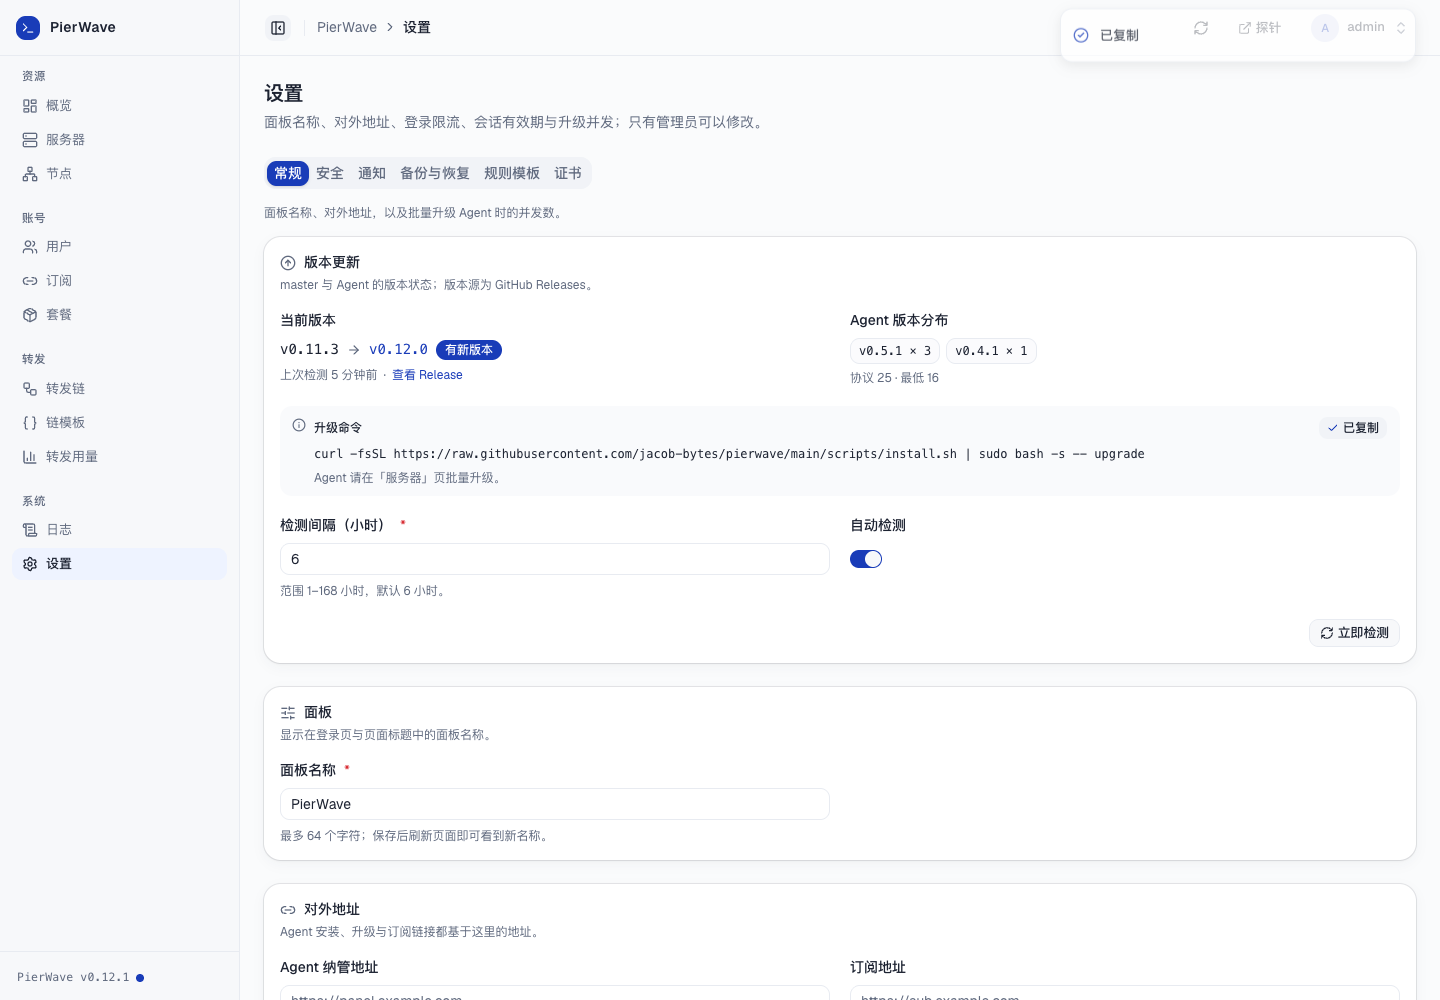 PierWave
资源
概览
服务器
节点
账号
用户
订阅
套餐
转发
转发链
链模板
转发用量
系统
日志
设置
PierWave v0.12.1
PierWave > 设置
已复制
探针
A admin
设置
面板名称、对外地址、登录限流、会话有效期与升级并发；只有管理员可以修改。
常规 安全 通知 备份与恢复 规则模板 证书
面板名称、对外地址，以及批量升级 Agent 时的并发数。
版本更新
master 与 Agent 的版本状态；版本源为 GitHub Releases。
当前版本
v0.11.3 → v0.12.0 有新版本
上次检测 5 分钟前 · 查看 Release
Agent 版本分布
v0.5.1 × 3 v0.4.1 × 1
协议 25 · 最低 16
升级命令
已复制
curl -fsSL https://raw.githubusercontent.com/jacob-bytes/pierwave/main/scripts/install.sh | sudo bash -s -- upgrade
Agent 请在「服务器」页批量升级。
检测间隔（小时） *
6
范围 1–168 小时，默认 6 小时。
自动检测
立即检测
面板
显示在登录页与页面标题中的面板名称。
面板名称 *
PierWave
最多 64 个字符；保存后刷新页面即可看到新名称。
对外地址
Agent 安装、升级与订阅链接都基于这里的地址。
Agent 纳管地址
https://panel.example.com
订阅地址
https://sub.example.com